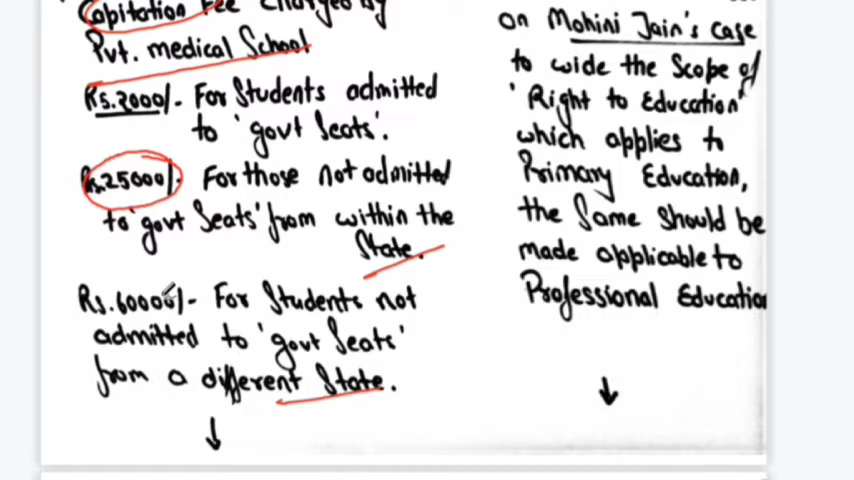 Capitation Fee Charged by
Pvt. medical School
Rs.2000/- For Students admitted
to 'govt Seats'.
Rs.25000/- For those not admitted
to 'govt Seats' from within the
State.
Rs.60000/- For Students not
admitted to 'govt Seats'
from a different State.
on Mohini Jain's Case
to wide the Scope of
'Right to Education'
which applies to
Primary Education,
the Same should be
made applicable to
Professional Education